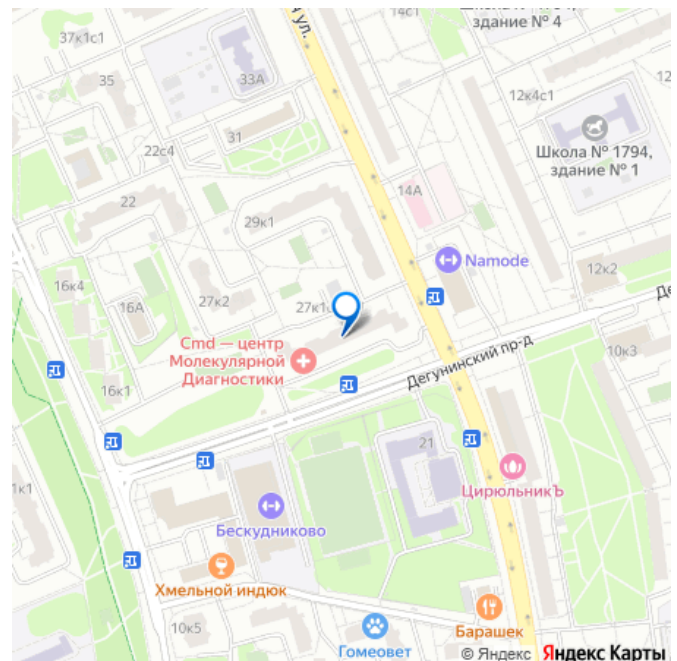 37к1с1
14с1
здание № 4
35
33А
12к4с1
31
22с4
Школа № 1794,
здание № 1
14А
22
29к1
Namode
16к4
12к2
16А
27к2
Cmd — центр
Молекулярной
Диагностики
Дегунинский пр-д
10к3
16к1
21
ЦирюльникЪ
Бескудниково
Хмельной индюк
10к5
Барашек
Гомеовет
© Яндекс Яндекс Карты